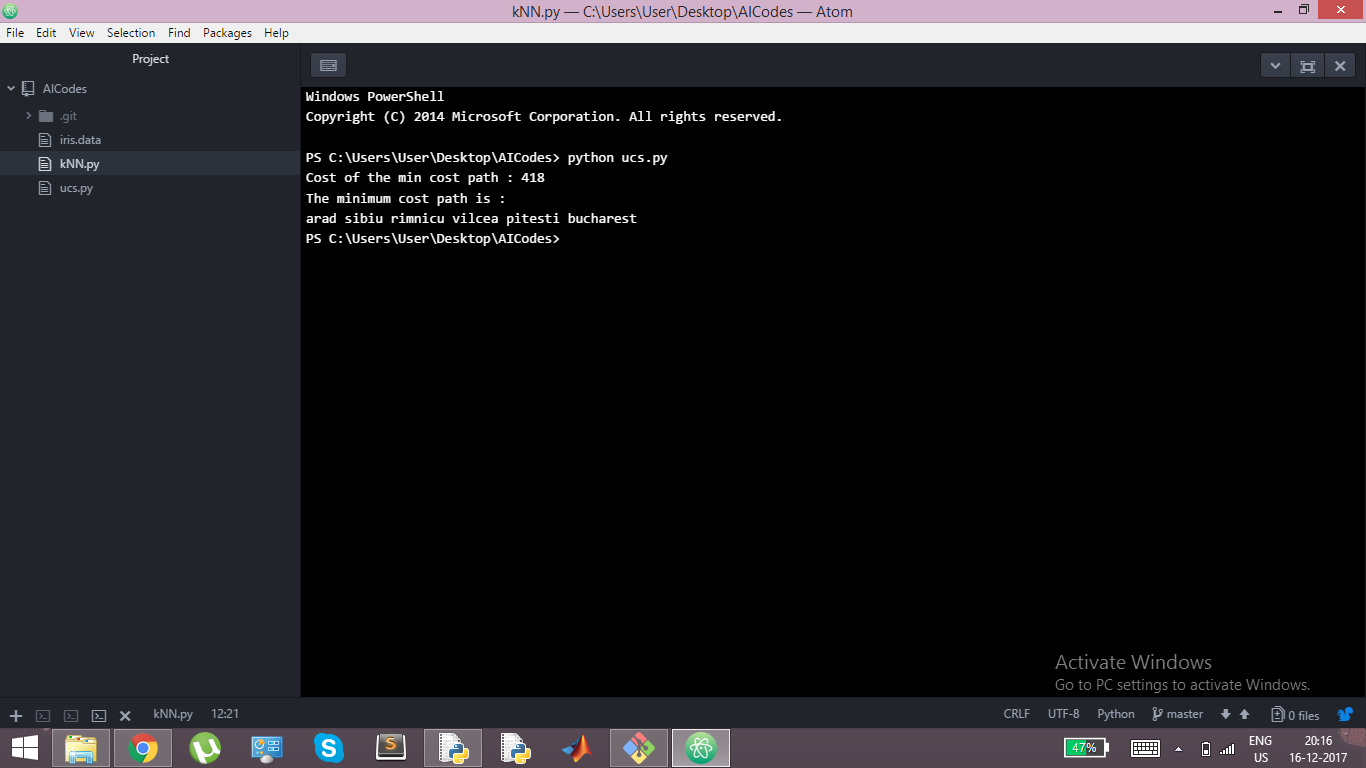 kNN.py — C:\Users\User\Desktop\AICodes — Atom
File Edit View Selection Find Packages Help
Project
AICodes
.git
iris.data
kNN.py
ucs.py
Windows PowerShell
Copyright (C) 2014 Microsoft Corporation. All rights reserved.
PS C:\Users\User\Desktop\AICodes> python ucs.py
Cost of the min cost path : 418
The minimum cost path is :
arad sibiu rimnicu vilcea pitesti bucharest
PS C:\Users\User\Desktop\AICodes>
Activate Windows
Go to PC settings to activate Windows.
kNN.py 12:21 CRLF UTF-8 Python master 0 files
47% ENG 20:16
US 16-12-2017